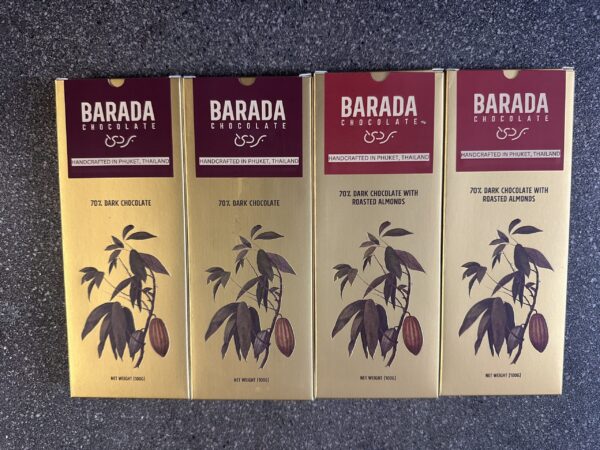 BARADA
CHOCOLATE
HANDCRAFTED IN PHUKET, THAILAND
70% DARK CHOCOLATE
NET WEIGHT (100G)
BARADA
CHOCOLATE
HANDCRAFTED IN PHUKET, THAILAND
70% DARK CHOCOLATE
NET WEIGHT (100G)
BARADA
CHOCOLATE
HANDCRAFTED IN PHUKET, THAILAND
70% DARK CHOCOLATE WITH
ROASTED ALMONDS
NET WEIGHT (100G)
BARADA
CHOCOLATE
HANDCRAFTED IN PHUKET, THAILAND
70% DARK CHOCOLATE WITH
ROASTED ALMONDS
NET WEIGHT (100G)